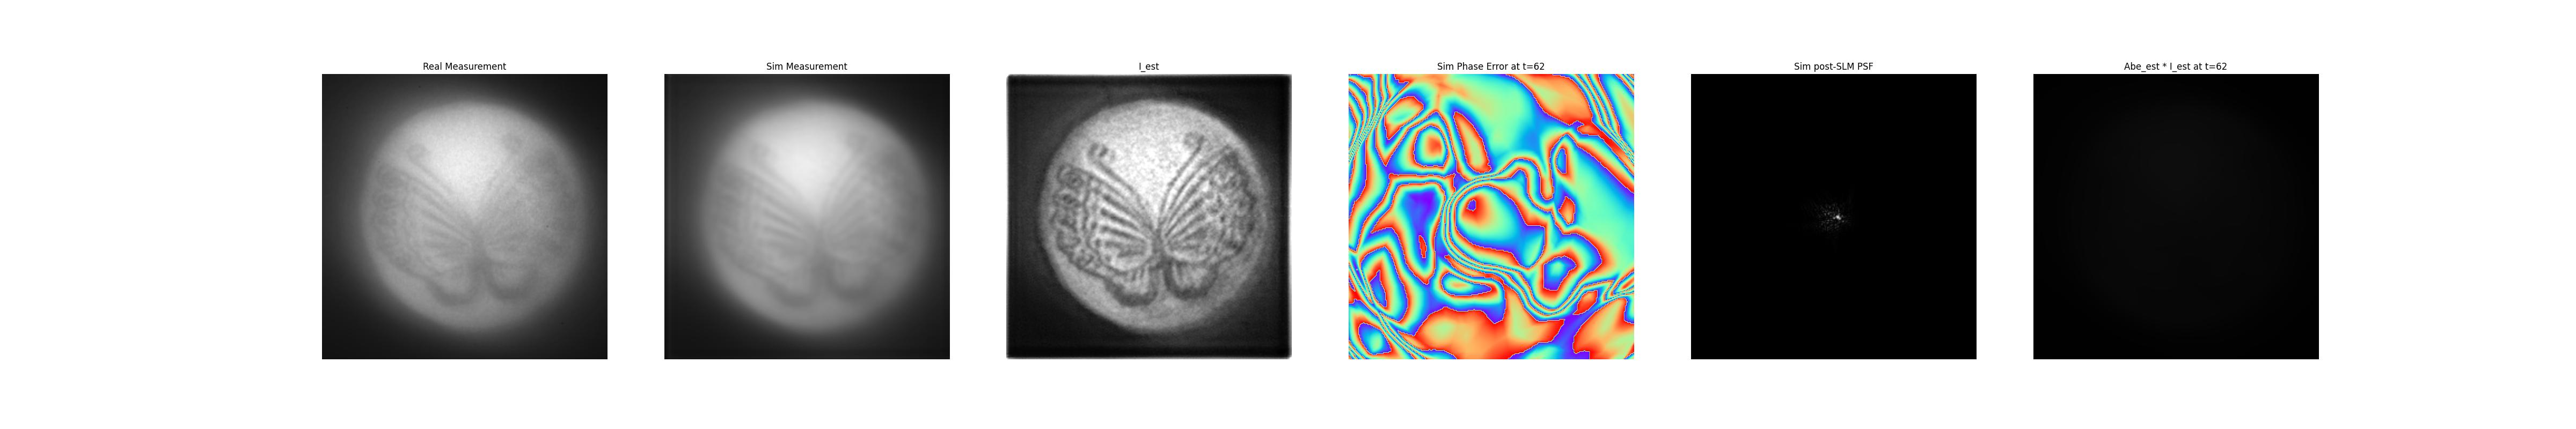 Real Measurement
Sim Measurement
I_est
Sim Phase Error at t=62
Sim post-SLM PSF
Abe_est * I_est at t=62